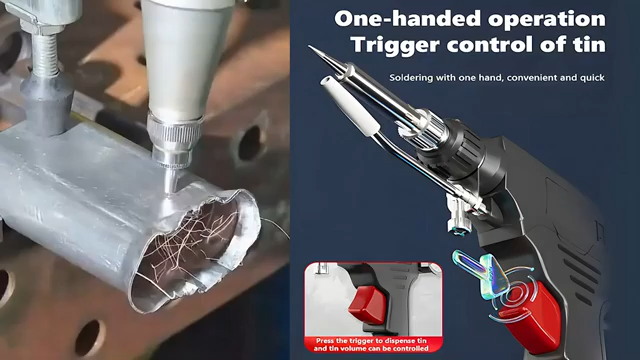 One-handed operation
Trigger control of tin
Soldering with one hand, convenient and quick
Press the trigger to dispense tin
and tin volume can be controlled